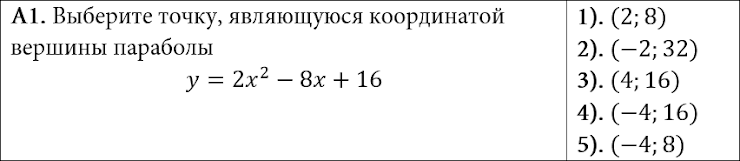 A1. Выберите точку, являющуюся координатой
вершины параболы
y = 2x² − 8x + 16
1). (2; 8)
2). (−2; 32)
3). (4; 16)
4). (−4; 16)
5). (−4; 8)